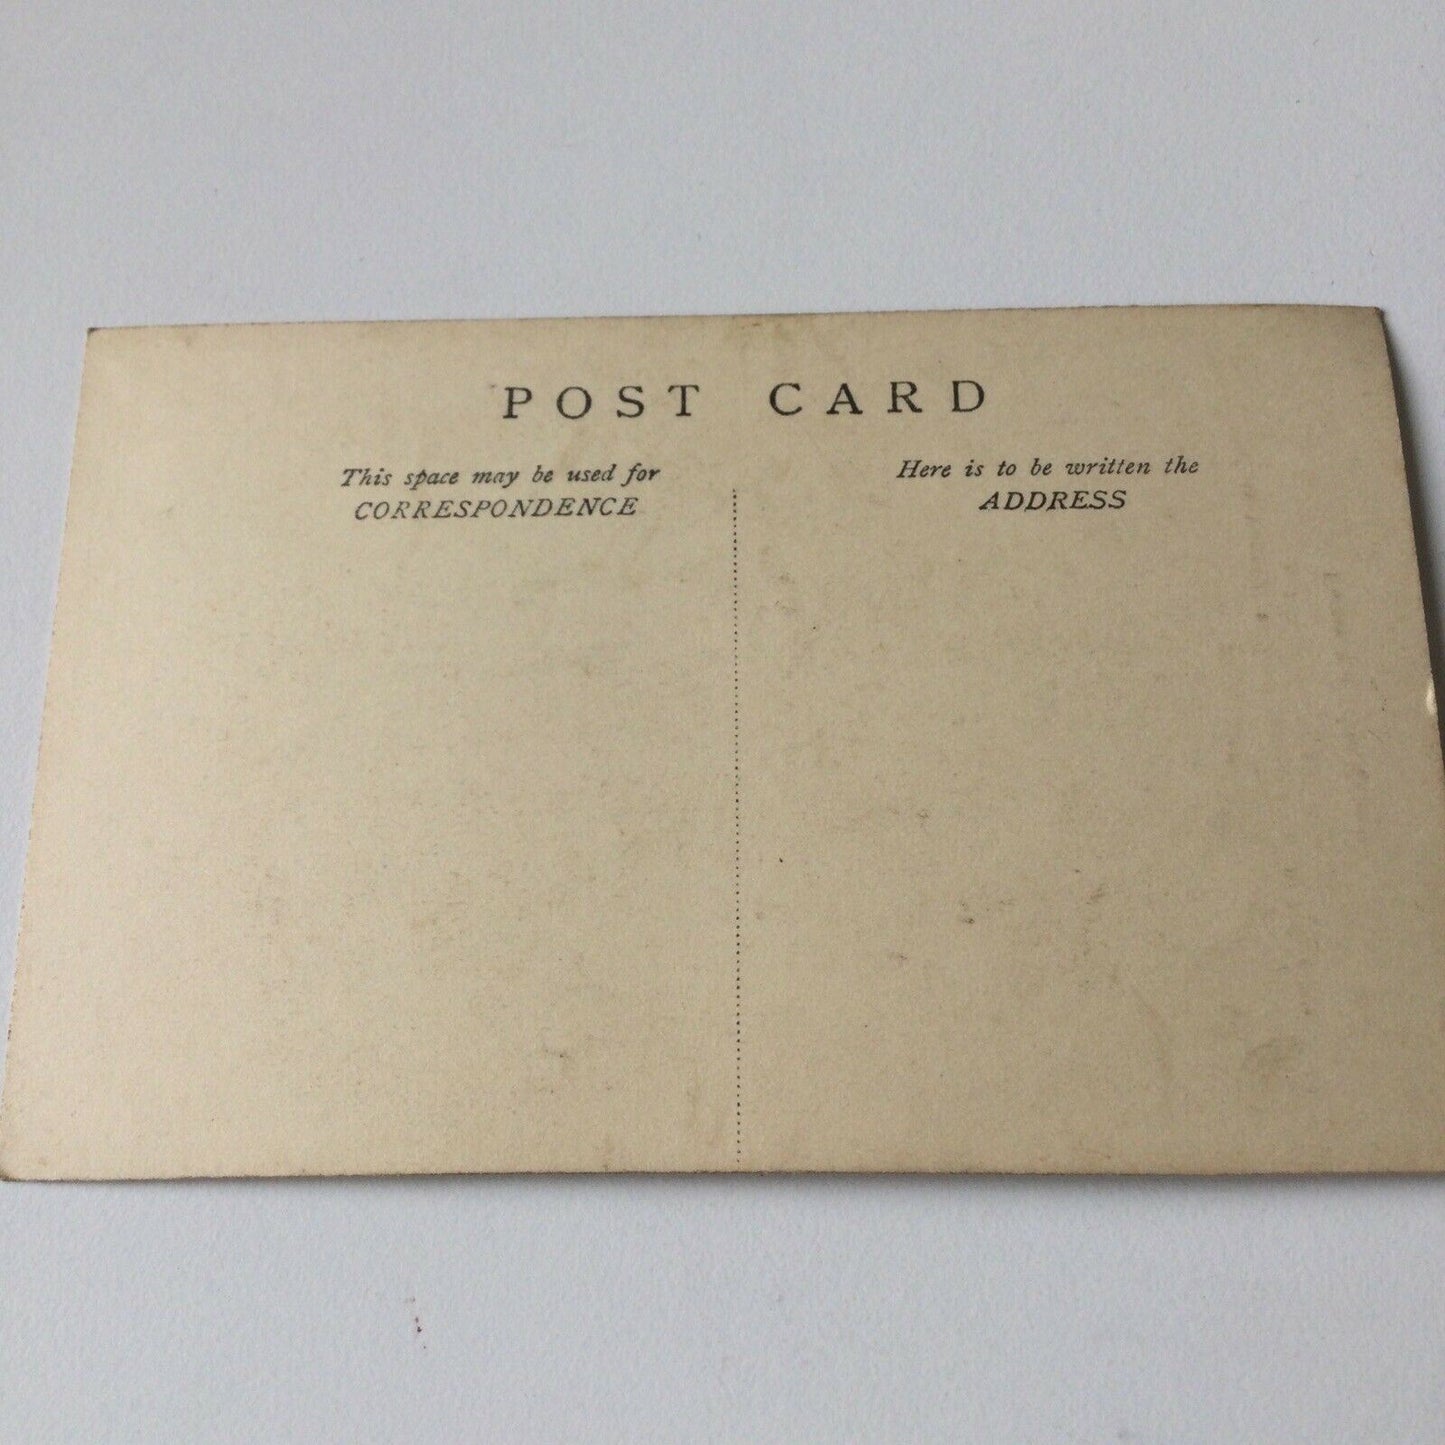 POST CARD
This space may be used for
CORRESPONDENCE
Here is to be written the
ADDRESS